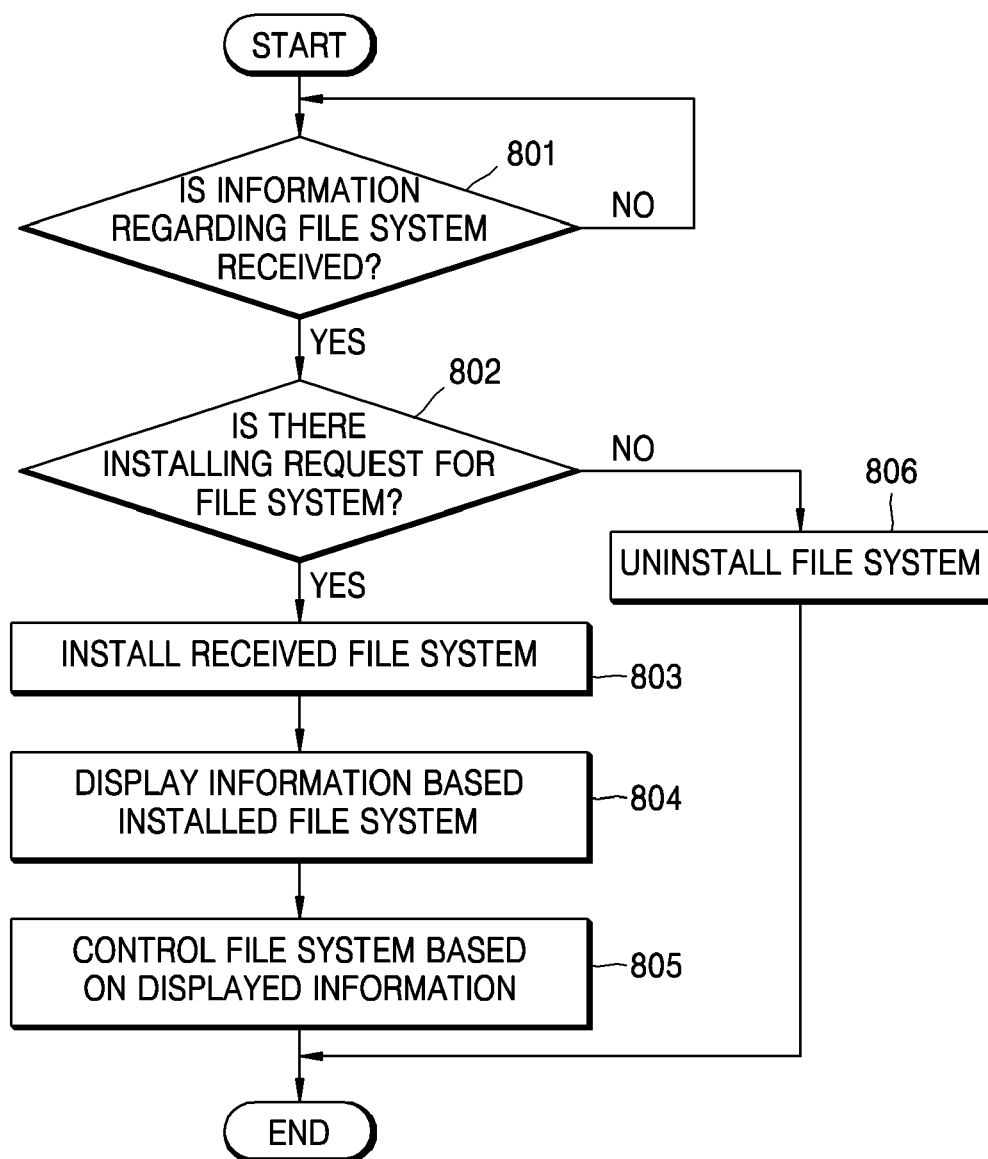 START
801
IS INFORMATION
REGARDING FILE SYSTEM
RECEIVED?
NO
YES
802
IS THERE
INSTALLING REQUEST FOR
FILE SYSTEM?
NO
806
UNINSTALL FILE SYSTEM
YES
INSTALL RECEIVED FILE SYSTEM
803
DISPLAY INFORMATION BASED
INSTALLED FILE SYSTEM
804
CONTROL FILE SYSTEM BASED
ON DISPLAYED INFORMATION
805
END